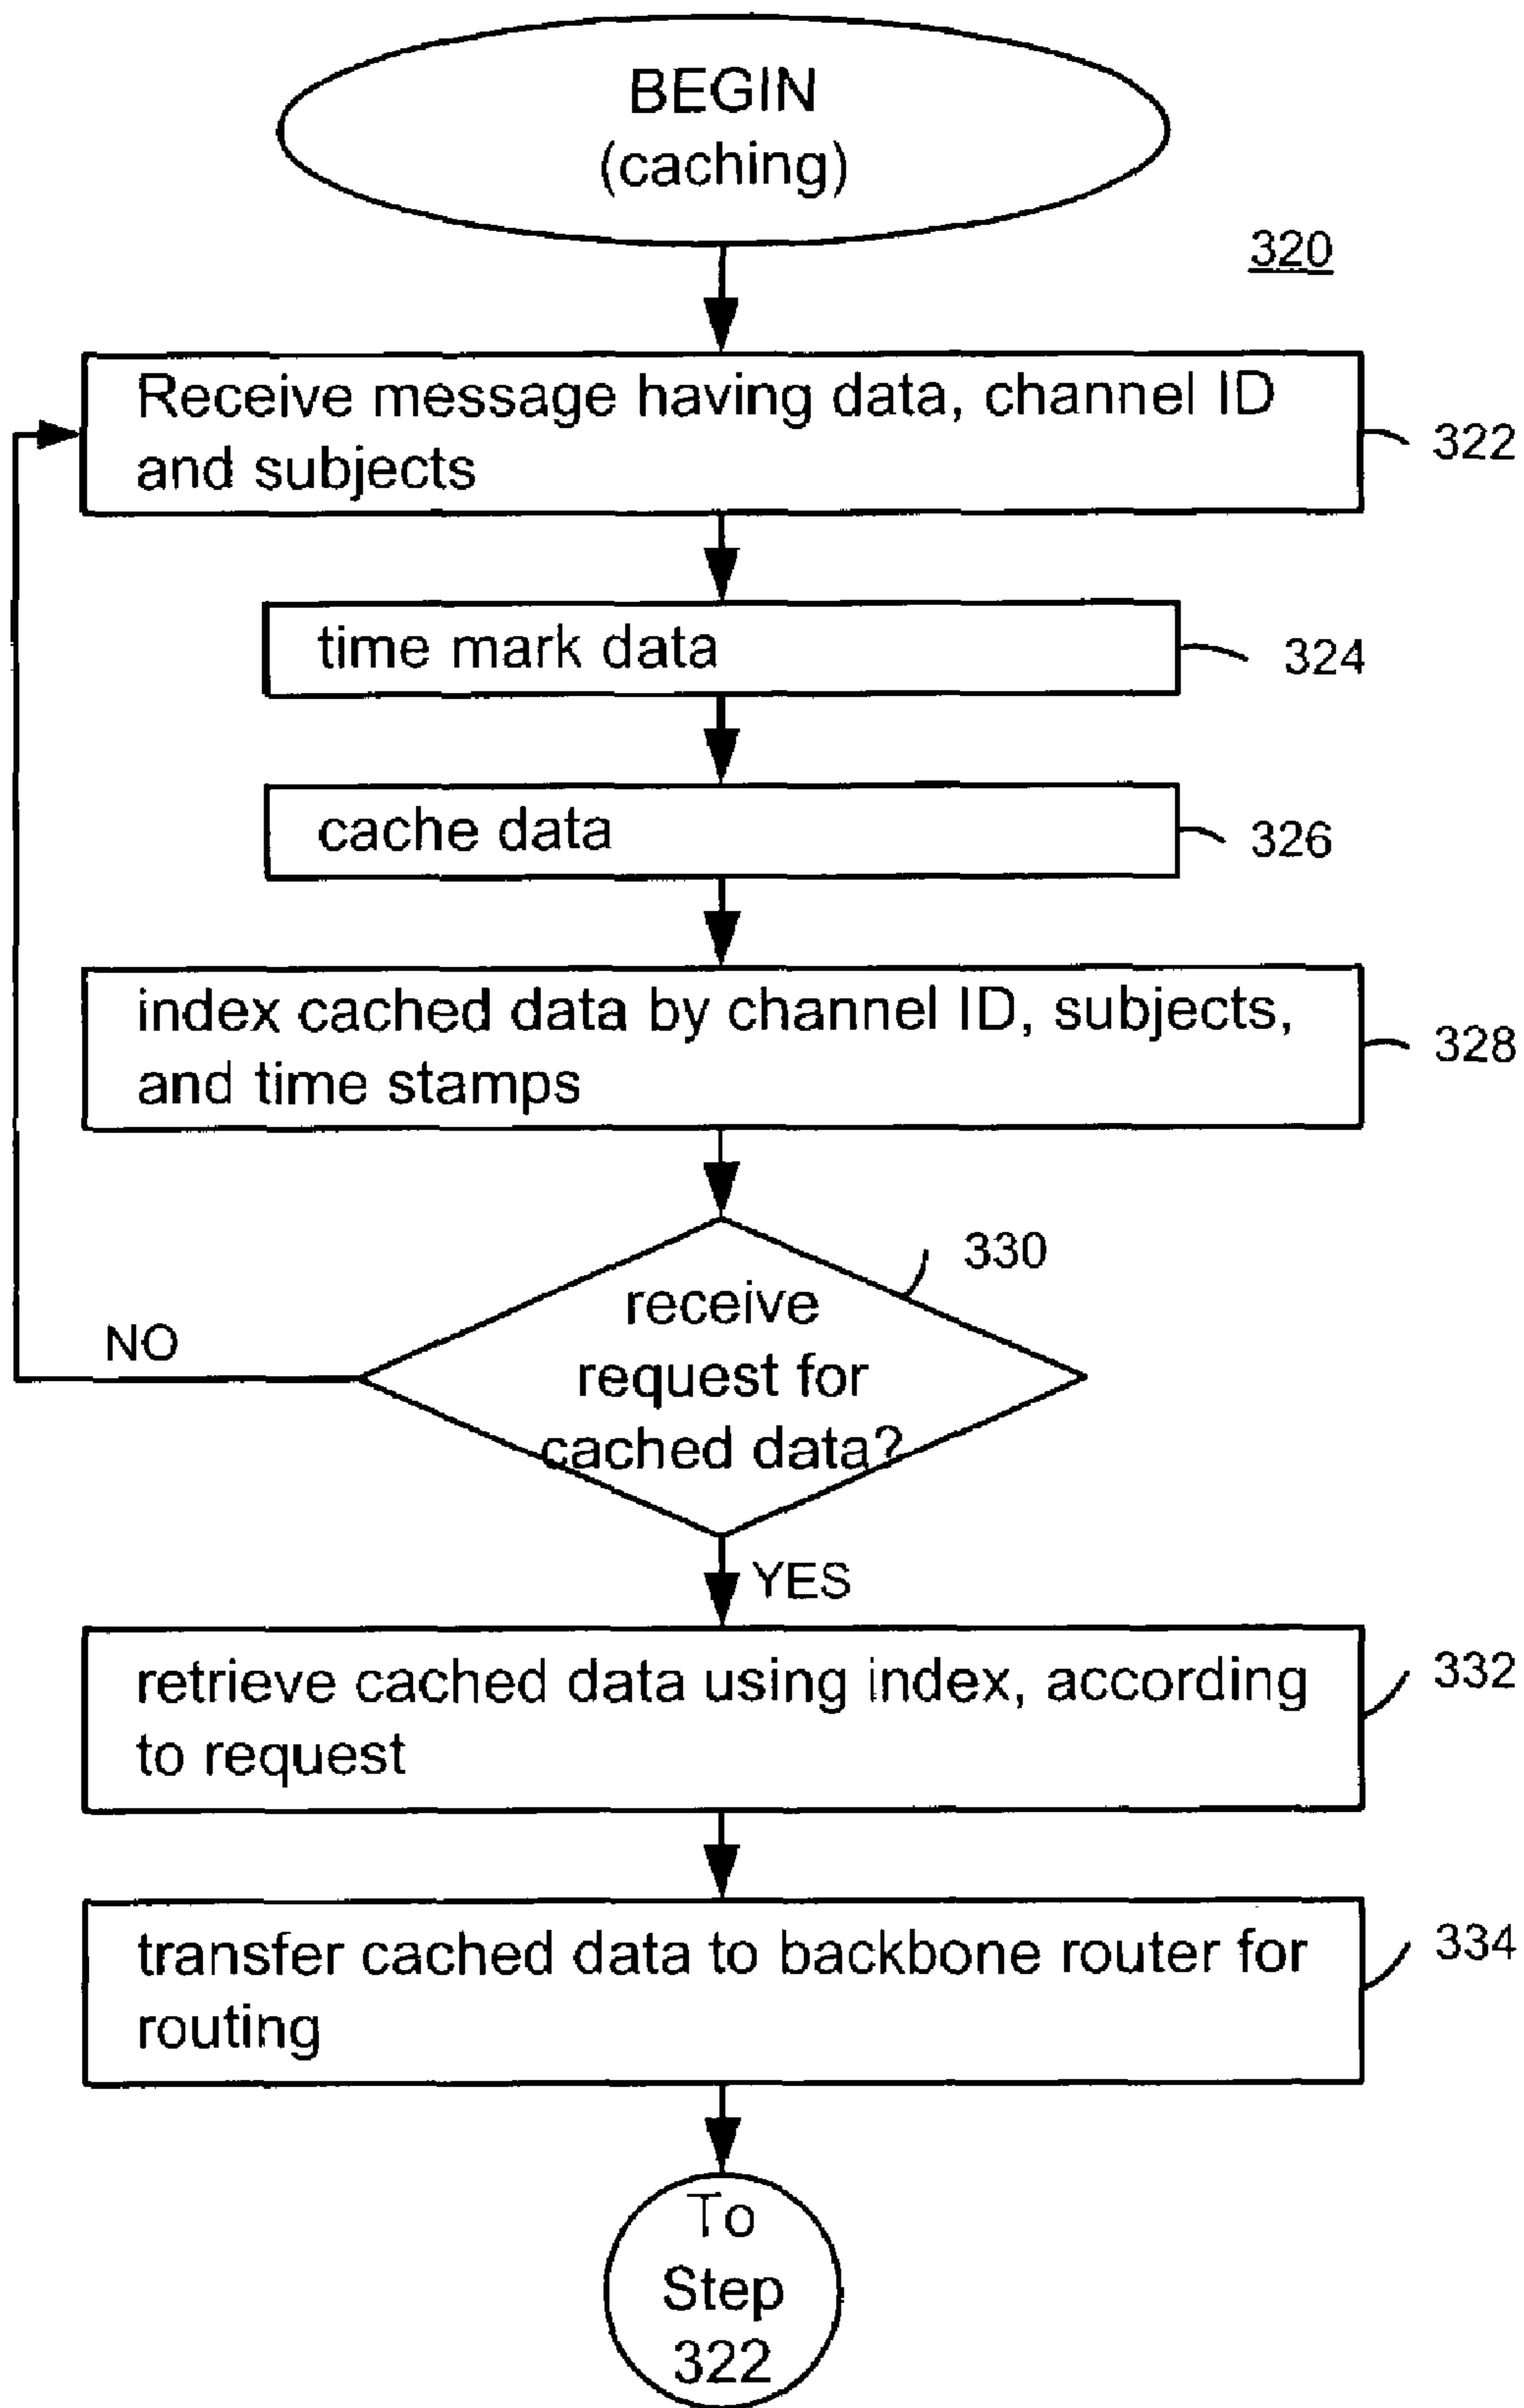 BEGIN
(caching)
320
Receive message having data, channel ID
and subjects
322
time mark data
324
cache data
326
index cached data by channel ID, subjects,
and time stamps
328
330
receive
request for
cached data?
NO
YES
retrieve cached data using index, according
to request
332
transfer cached data to backbone router for
routing
334
To
Step
322